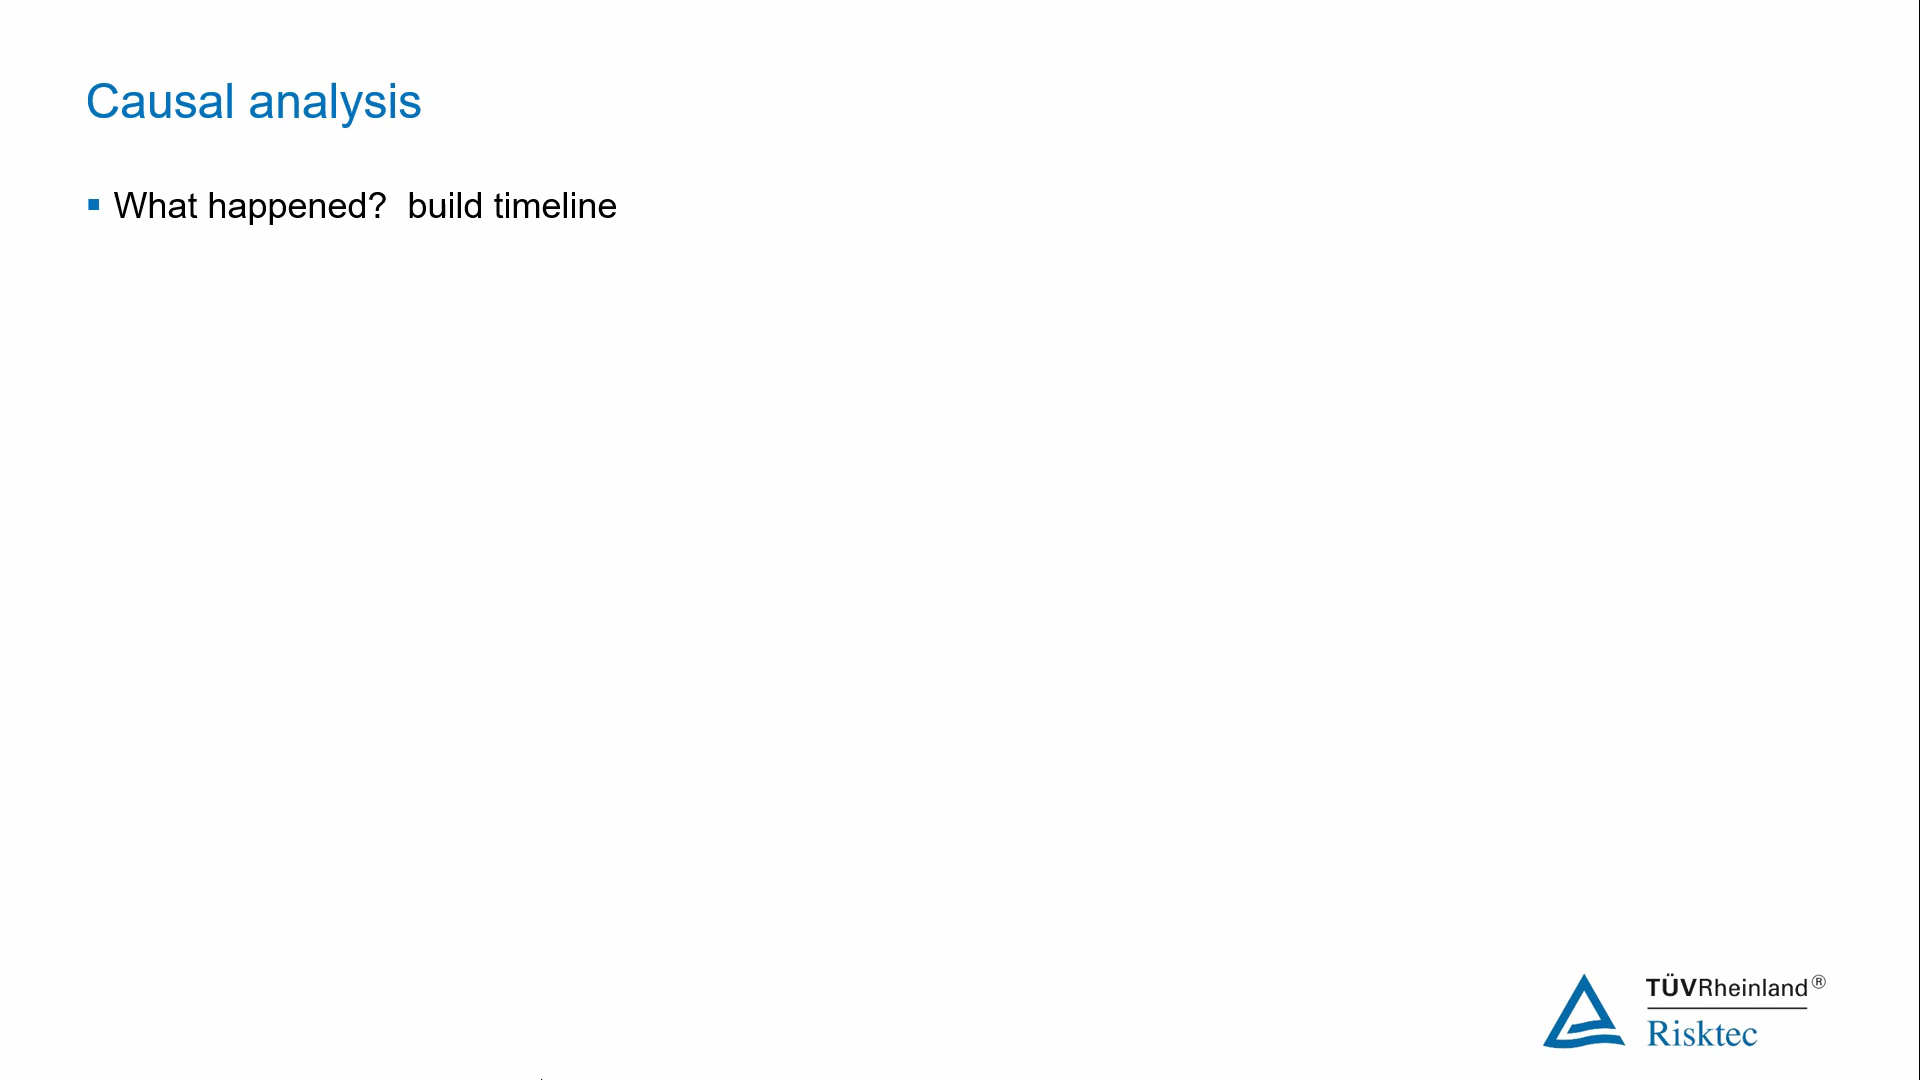 Causal analysis
▪ What happened?  build timeline
TÜVRheinland®
Risktec